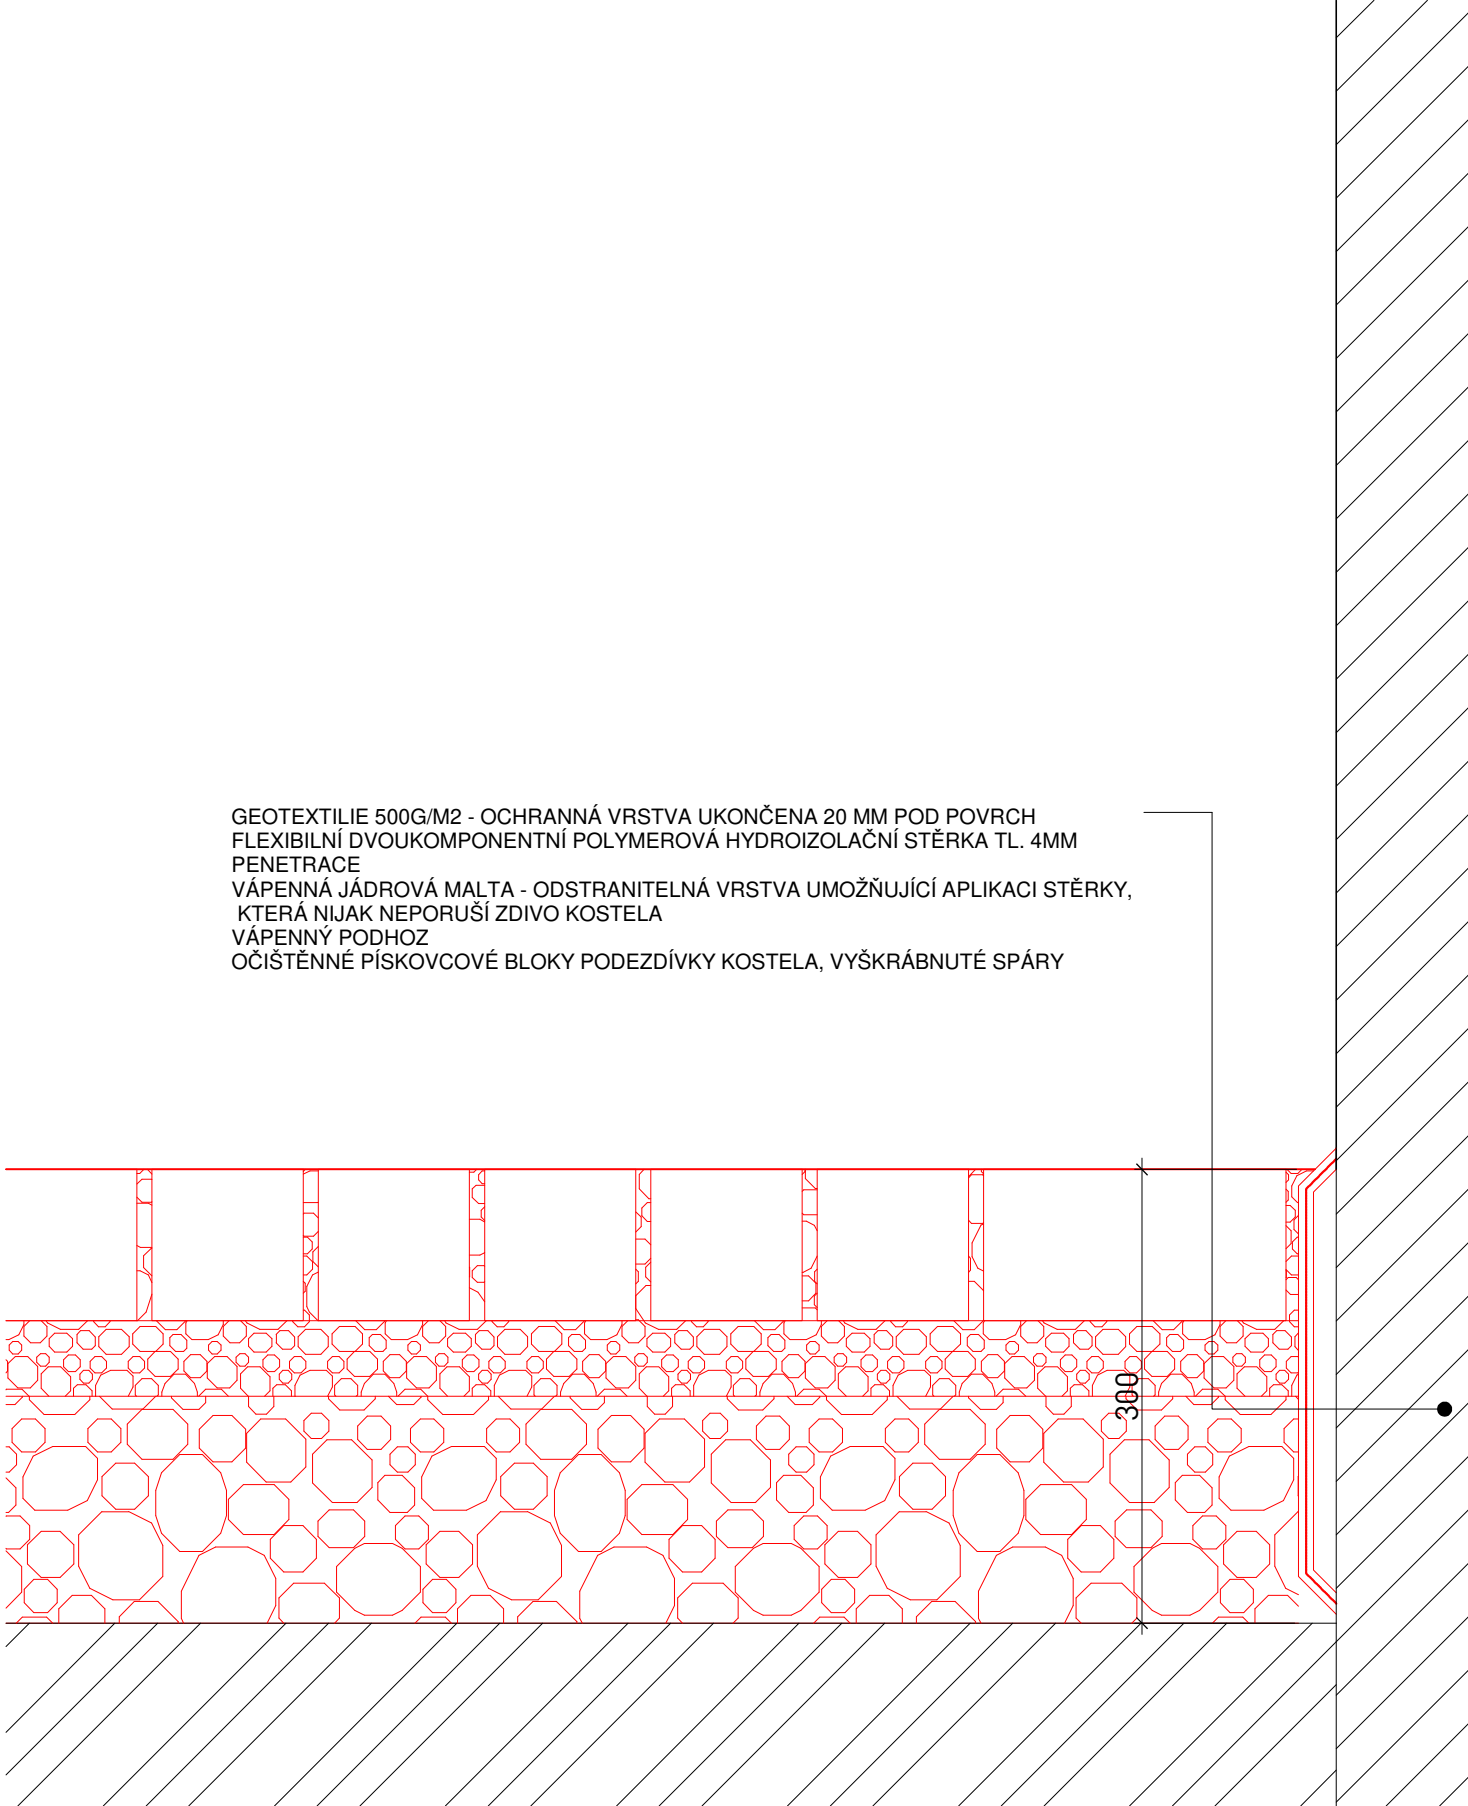 GEOTEXTILIE 500G/M2 - OCHRANNÁ VRSTVA UKONČENA 20 MM POD POVRCH
FLEXIBILNÍ DVOUKOMPONENTNÍ POLYMEROVÁ HYDROIZOLAČNÍ STĚRKA TL. 4MM
PENETRACE
VÁPENNÁ JÁDROVÁ MALTA - ODSTRANITELNÁ VRSTVA UMOŽŇUJÍCÍ APLIKACI STĚRKY,
KTERÁ NIJAK NEPORUŠÍ ZDIVO KOSTELA
VÁPENNÝ PODHOZ
OČIŠTĚNNÉ PÍSKOVCOVÉ BLOKY PODEZDÍVKY KOSTELA, VYŠKRÁBNUTÉ SPÁRY
300